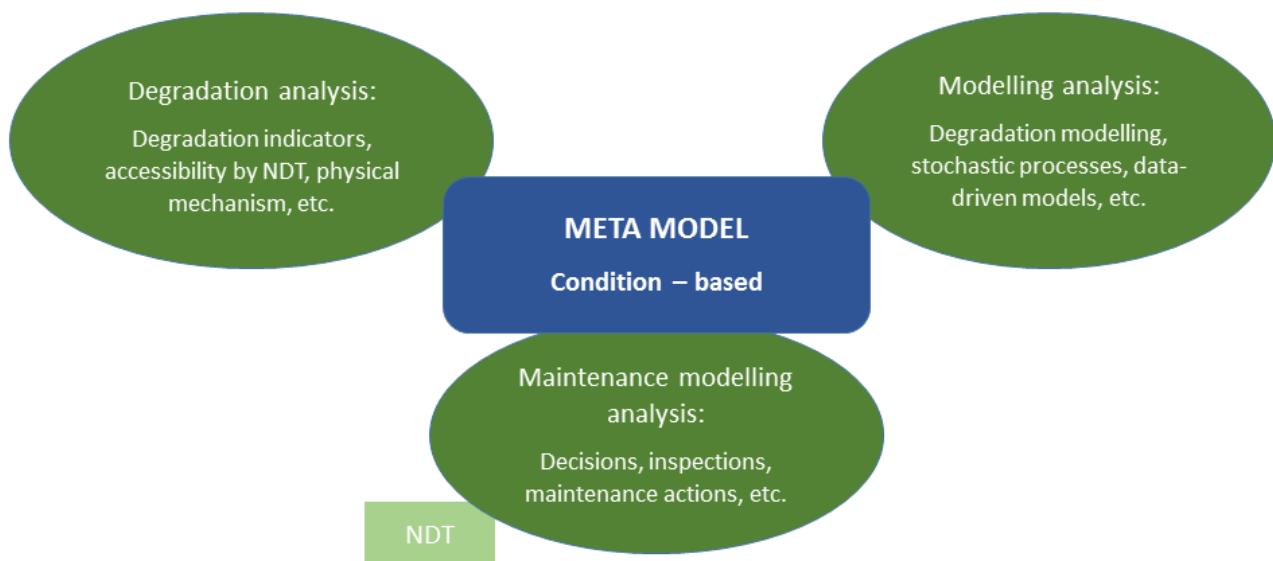 Degradation analysis:
Degradation indicators,
accessibility by NDT, physical
mechanism, etc.
Modelling analysis:
Degradation modelling,
stochastic processes, data-
driven models, etc.
META MODEL
Condition – based
Maintenance modelling
analysis:
Decisions, inspections,
maintenance actions, etc.
NDT